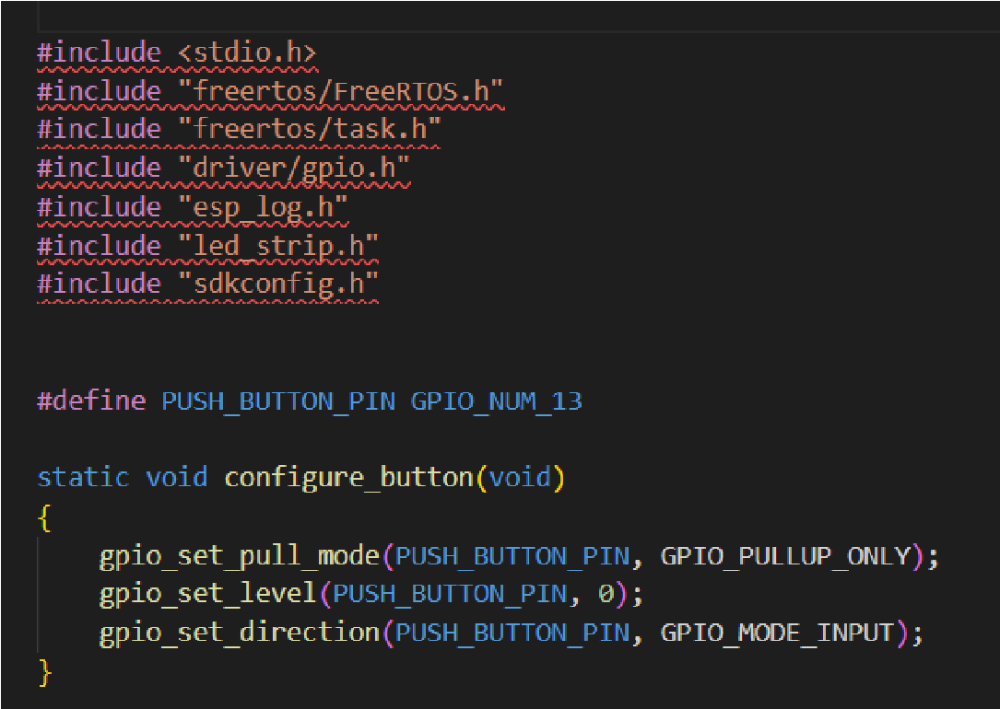 #include <stdio.h>
#include "freertos/FreeRTOS.h"
#include "freertos/task.h"
#include "driver/gpio.h"
#include "esp_log.h"
#include "led_strip.h"
#include "sdkconfig.h"
#define PUSH_BUTTON_PIN GPIO_NUM_13
static void configure_button(void)
{
    gpio_set_pull_mode(PUSH_BUTTON_PIN, GPIO_PULLUP_ONLY);
    gpio_set_level(PUSH_BUTTON_PIN, 0);
    gpio_set_direction(PUSH_BUTTON_PIN, GPIO_MODE_INPUT);
}